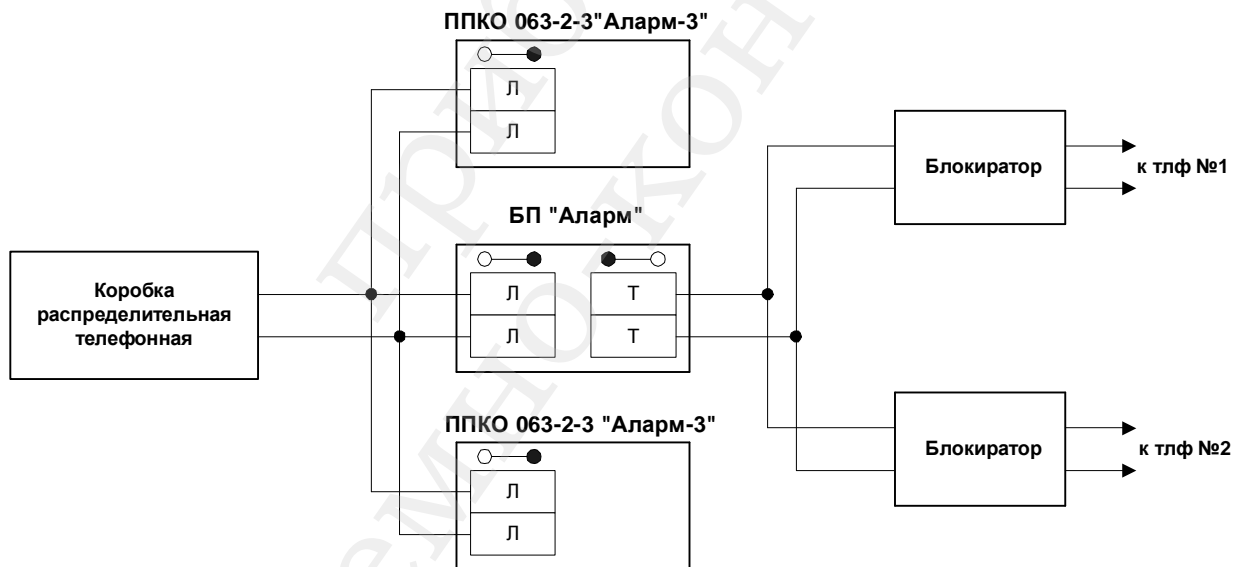 ППКО 063-2-3"Аларм-3"
Л
Л
БП "Аларм"
Л
Л
Т
Т
Коробка
распределительная
телефонная
ППКО 063-2-3 "Аларм-3"
Л
Л
Блокиратор
к тлф №1
Блокиратор
к тлф №2